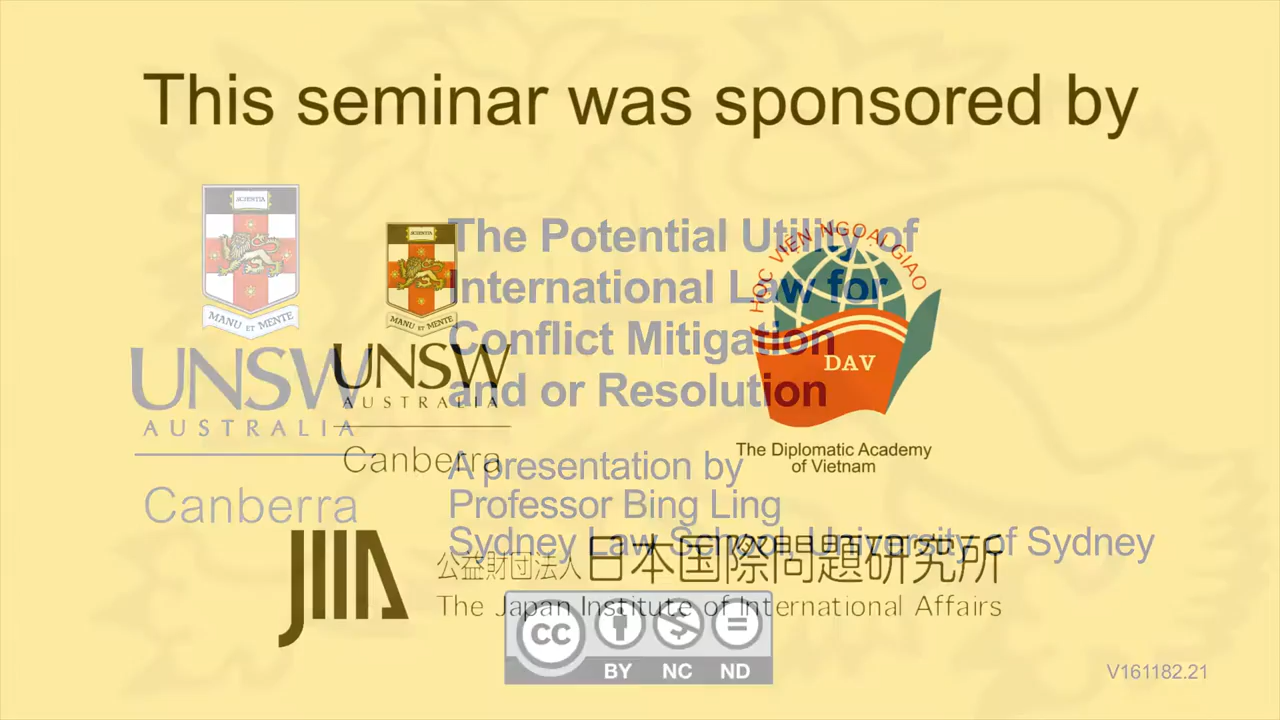 This seminar was sponsored by
SCIENTIA
MANU ET MENTE
UNSW
AUSTRALIA
Canberra
SCIENTIA
MANU ET MENTE
UNSW
AUSTRALIA
Canberra
The Potential Utility of
International Law for
Conflict Mitigation
and or Resolution
A presentation by
Professor Bing Ling
Sydney Law School, University of Sydney
HỌC VIỆN NGOẠI GIAO
DAV
The Diplomatic Academy
of Vietnam
JIIA
公益財団法人日本国際問題研究所
The Japan Institute of International Affairs
cc
BY NC ND
V161182.21